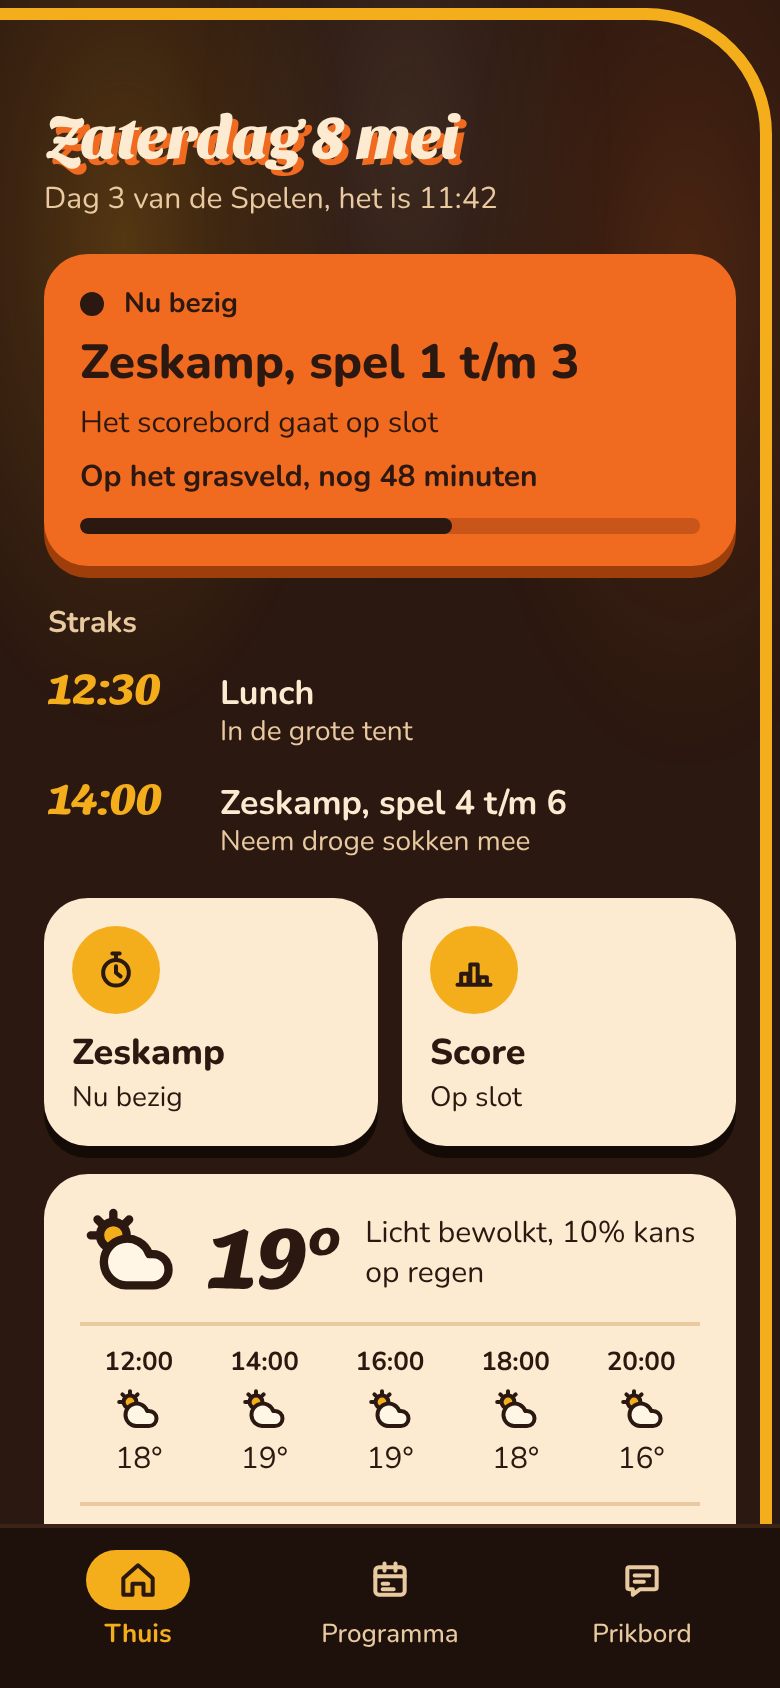 Zaterdag 8 mei
Dag 3 van de Spelen, het is 11:42
Nu bezig
Zeskamp, spel 1 t/m 3
Het scorebord gaat op slot
Op het grasveld, nog 48 minuten
Straks
12:30 Lunch
In de grote tent
14:00 Zeskamp, spel 4 t/m 6
Neem droge sokken mee
Zeskamp
Nu bezig
Score
Op slot
19° Licht bewolkt, 10% kans
op regen
12:00 14:00 16:00 18:00 20:00
18° 19° 19° 18° 16°
Thuis Programma Prikbord